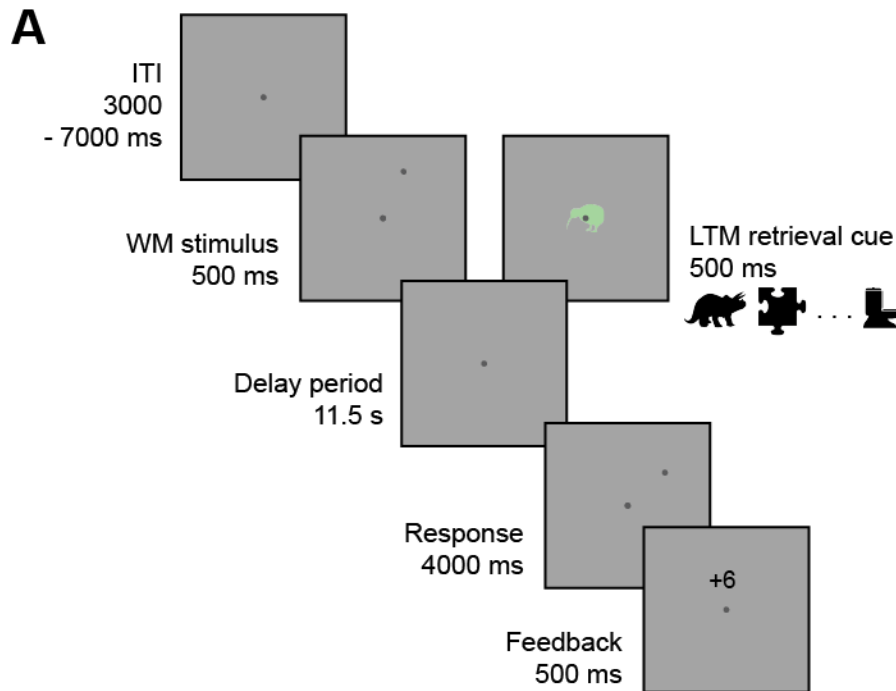 A
ITI
3000
- 7000 ms
WM stimulus
500 ms
LTM retrieval cue
500 ms
. . .
Delay period
11.5 s
Response
4000 ms
+6
Feedback
500 ms